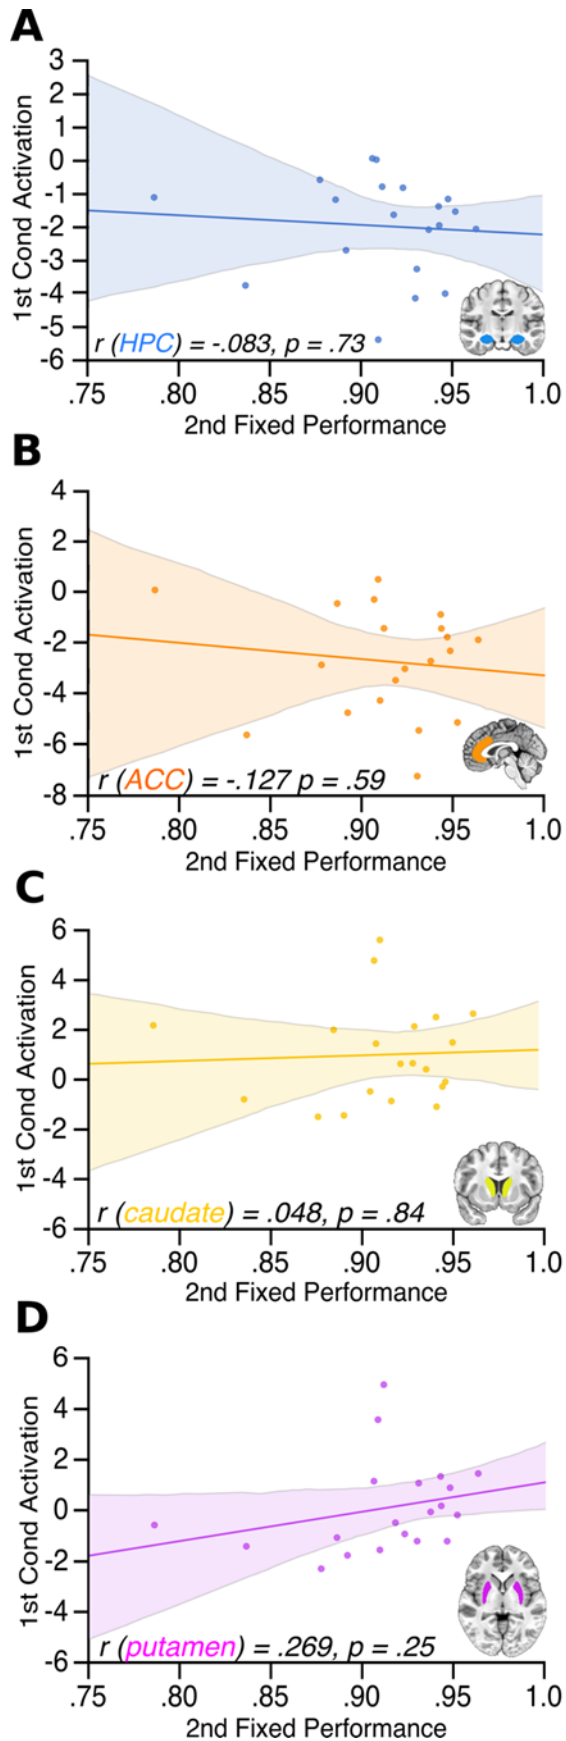 A
3
2
1
0
-1
-2
-3
-4
-5
-6
1st Cond Activation
r (HPC) = -.083, p = .73
.75 .80 .85 .90 .95 1.0
2nd Fixed Performance
B
4
2
0
-2
-4
-6
-8
1st Cond Activation
r (ACC) = -.127 p = .59
.75 .80 .85 .90 .95 1.0
2nd Fixed Performance
C
6
4
2
0
-2
-4
-6
1st Cond Activation
r (caudate) = .048, p = .84
.75 .80 .85 .90 .95 1.0
2nd Fixed Performance
D
6
4
2
0
-2
-4
-6
1st Cond Activation
r (putamen) = .269, p = .25
.75 .80 .85 .90 .95 1.0
2nd Fixed Performance